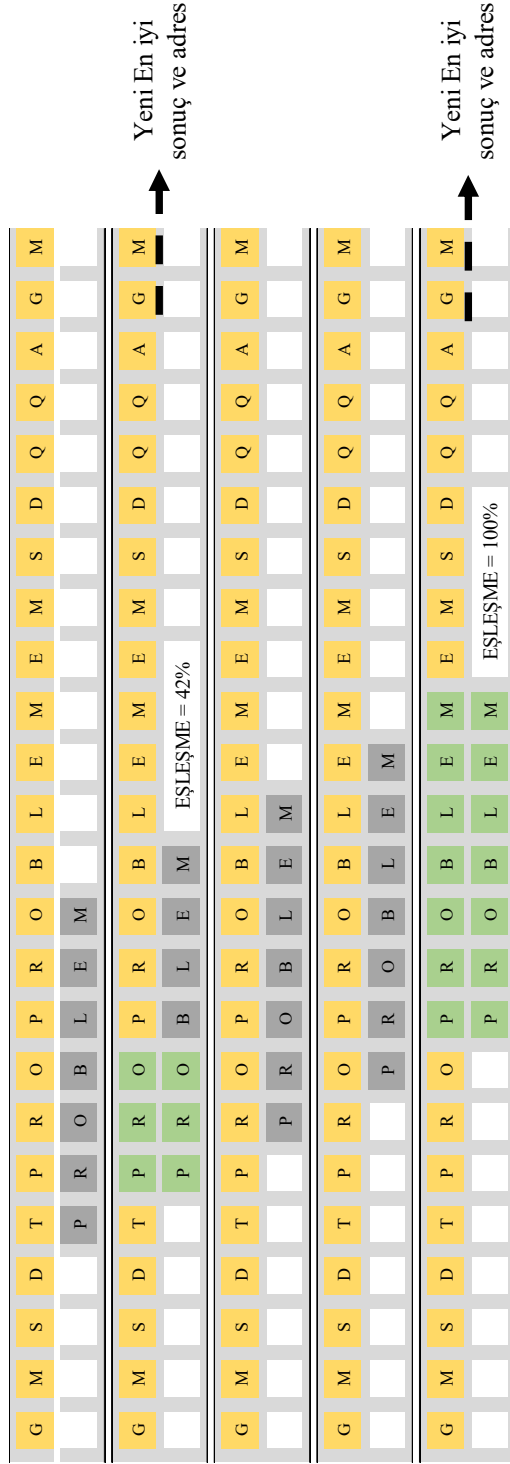 G M S D T P R O P R O B L E M E M S D Q Q A G M
P R O B L E M
G M S D T P R O P R O B L E M E M S D Q Q A G M
P R O B L E M EŞLEŞME = 42%
Yeni En iyi
sonuç ve adres
G M S D T P R O P R O B L E M E M S D Q Q A G M
P R O B L E M
G M S D T P R O P R O B L E M E M S D Q Q A G M
P R O B L E M
G M S D T P R O P R O B L E M E M S D Q Q A G M
P R O B L E M EŞLEŞME = 100%
Yeni En iyi
sonuç ve adres